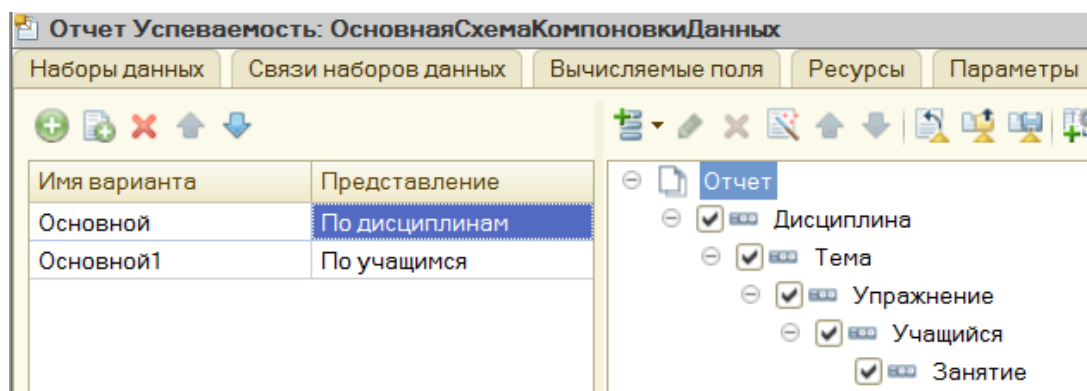 Отчет Успеваемость: ОсновнаяСхемаКомпоновкиДанных
Наборы данных Связи наборов данных Вычисляемые поля Ресурсы Параметры
Имя варианта Представление
Основной По дисциплинам
Основной1 По учащимся
Отчет
Дисциплина
Тема
Упражнение
Учащийся
Занятие